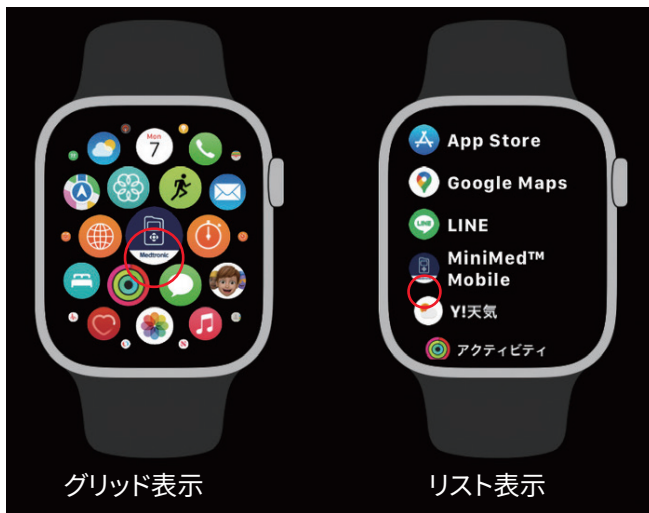 Mon
7
Medtronic
App Store
Google Maps
LINE
LINE
MiniMed™
Mobile
Y!天気
アクティビティ
グリッド表示
リスト表示